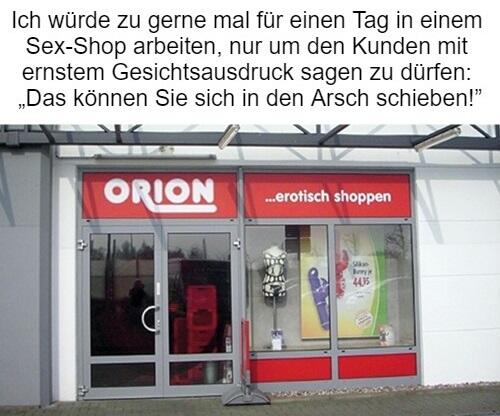 Ich würde zu gerne mal für einen Tag in einem
Sex-Shop arbeiten, nur um den Kunden mit
ernstem Gesichtsausdruck sagen zu dürfen:
„Das können Sie sich in den Arsch schieben!”
ORION
...erotisch shoppen
44,95